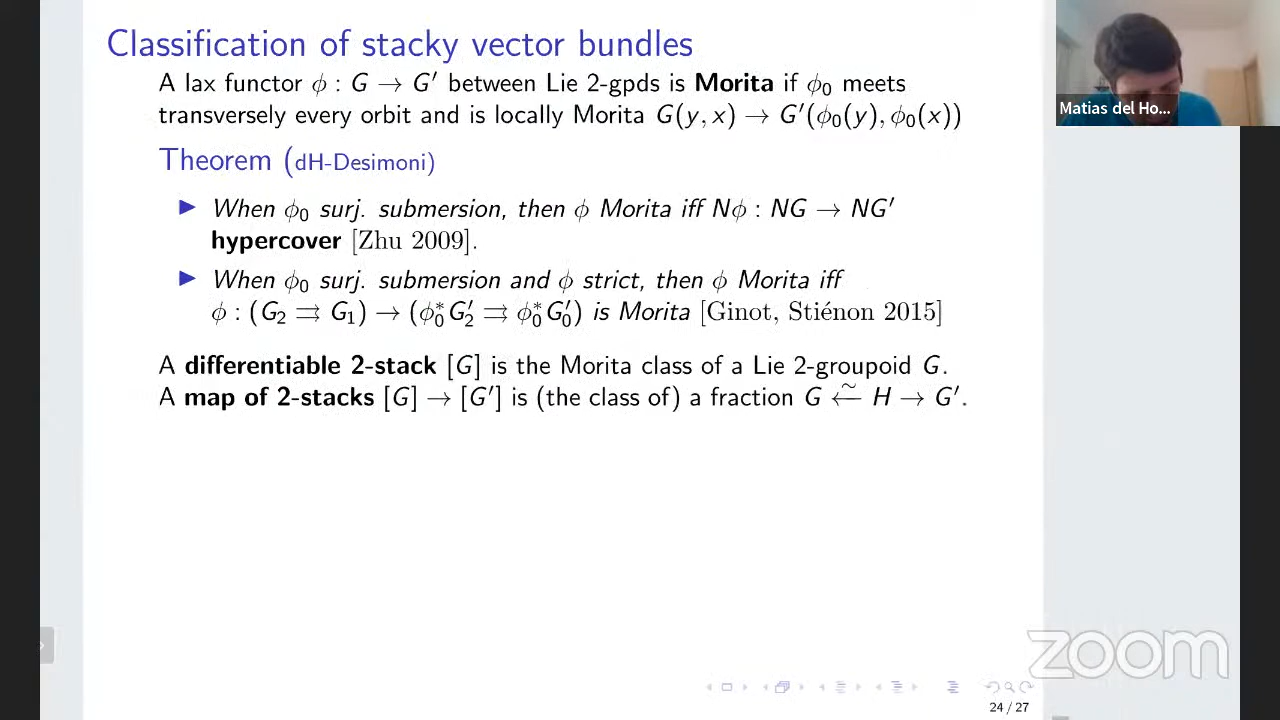 Classification of stacky vector bundles
A lax functor ϕ : G → G′ between Lie 2-gpds is Morita if ϕ₀ meets
transversely every orbit and is locally Morita G(y, x) → G′(ϕ₀(y), ϕ₀(x))
Theorem (dH-Desimoni)
▶ When ϕ₀ surj. submersion, then ϕ Morita iff Nϕ : NG → NG′
hypercover [Zhu 2009].
▶ When ϕ₀ surj. submersion and ϕ strict, then ϕ Morita iff
ϕ : (G₂ ⇉ G₁) → (ϕ₀*G′₂ ⇉ ϕ₀*G′₀) is Morita [Ginot, Stiénon 2015]
A differentiable 2-stack [G] is the Morita class of a Lie 2-groupoid G.
A map of 2-stacks [G] → [G′] is (the class of) a fraction G ←∼ H → G′.
24 / 27
Matias del Ho...
zoom